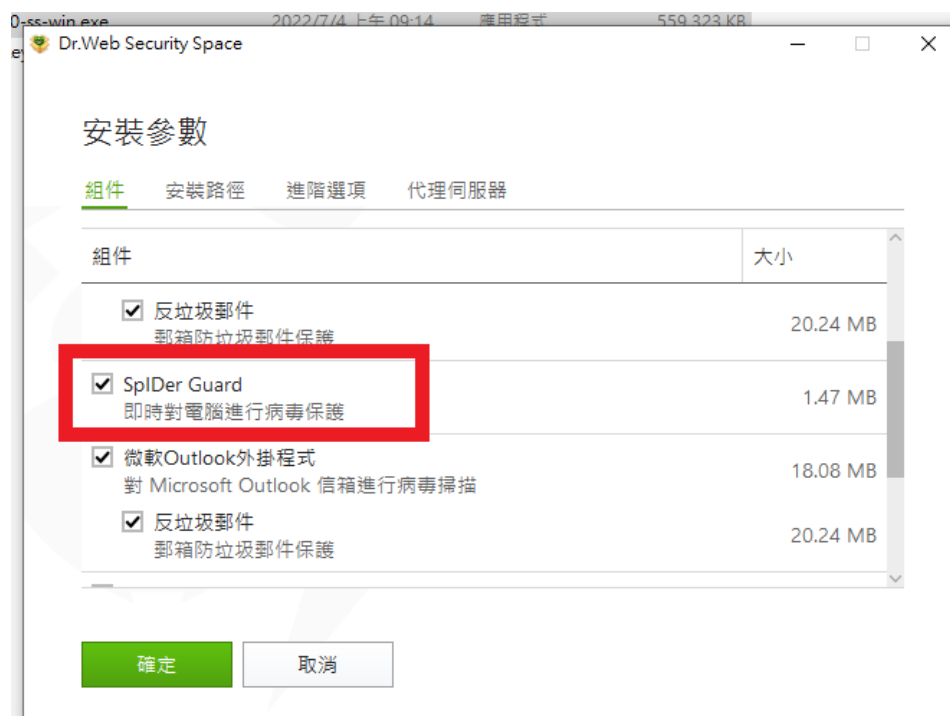 0-ss-win.exe 2022/7/4 上午 09:14 應用程式 559,323 KB
Dr.Web Security Space
安裝參數
組件 安裝路徑 進階選項 代理伺服器
組件 大小
反垃圾郵件 20.24 MB
郵箱防垃圾郵件保護
SpIDer Guard 1.47 MB
即時對電腦進行病毒保護
微軟Outlook外掛程式 18.08 MB
對 Microsoft Outlook 信箱進行病毒掃描
反垃圾郵件 20.24 MB
郵箱防垃圾郵件保護
確定 取消